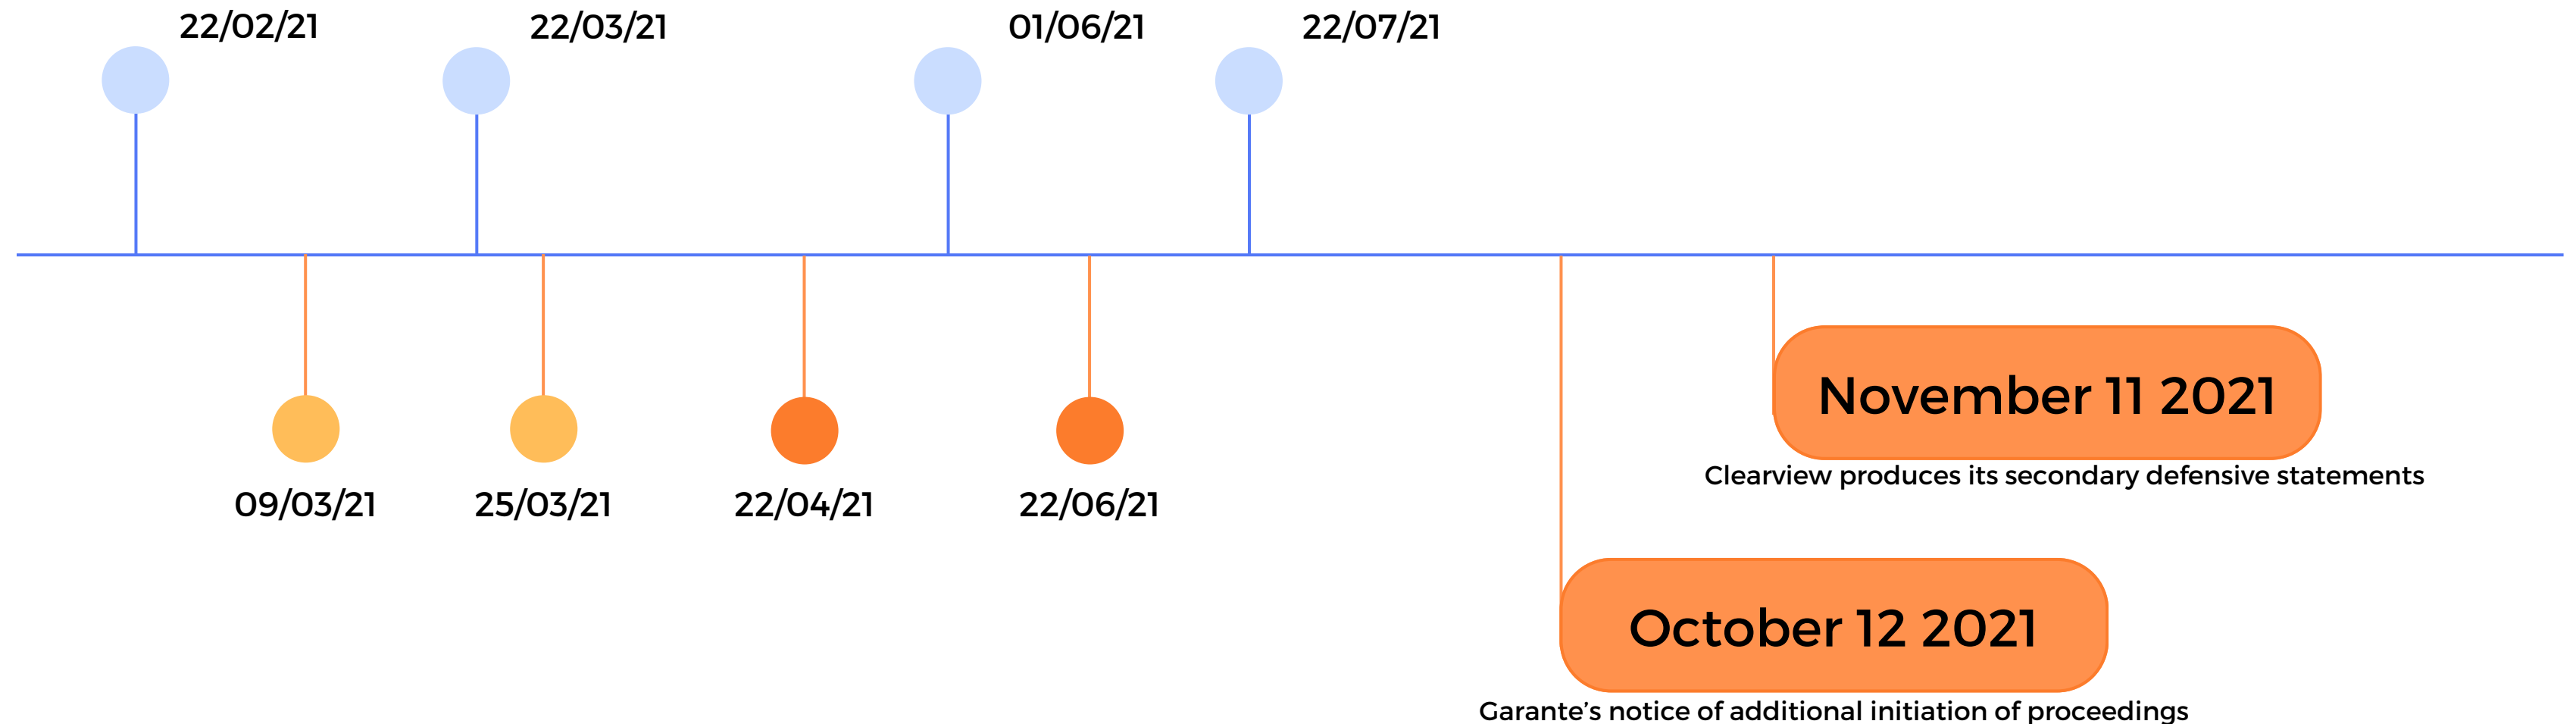 22/02/21
22/03/21
01/06/21
22/07/21
09/03/21
25/03/21
22/04/21
22/06/21
November 11 2021
Clearview produces its secondary defensive statements
October 12 2021
Garante’s notice of additional initiation of proceedings